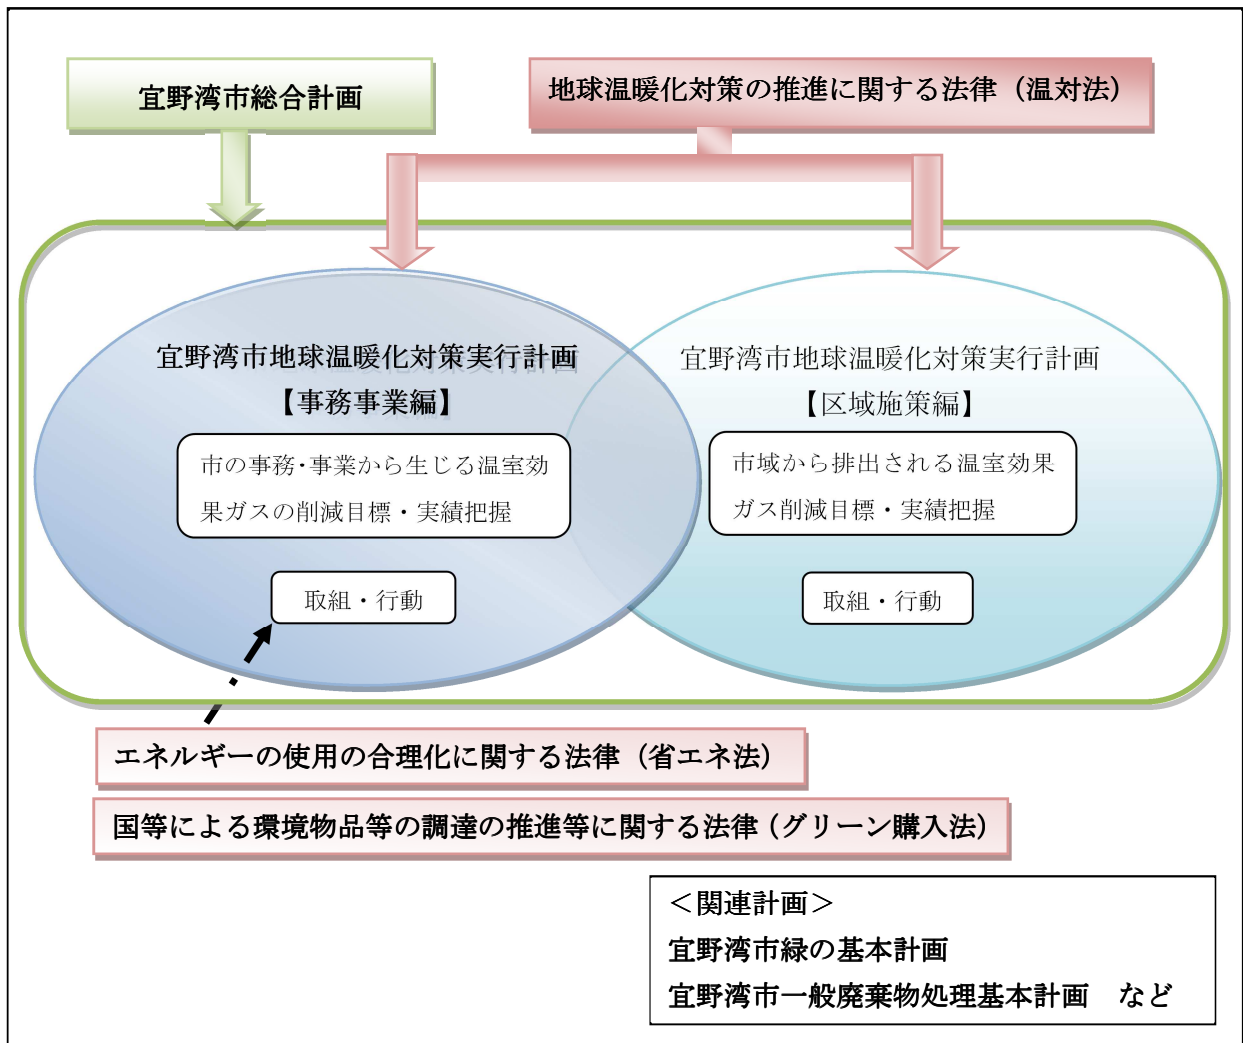 宜野湾市総合計画
地球温暖化対策の推進に関する法律（温対法）
宜野湾市地球温暖化対策実行計画
【事務事業編】
市の事務・事業から生じる温室効
果ガスの削減目標・実績把握
取組・行動
宜野湾市地球温暖化対策実行計画
【区域施策編】
市域から排出される温室効果
ガス削減目標・実績把握
取組・行動
エネルギーの使用の合理化に関する法律（省エネ法）
国等による環境物品等の調達の推進等に関する法律（グリーン購入法）
＜関連計画＞
宜野湾市緑の基本計画
宜野湾市一般廃棄物処理基本計画　など